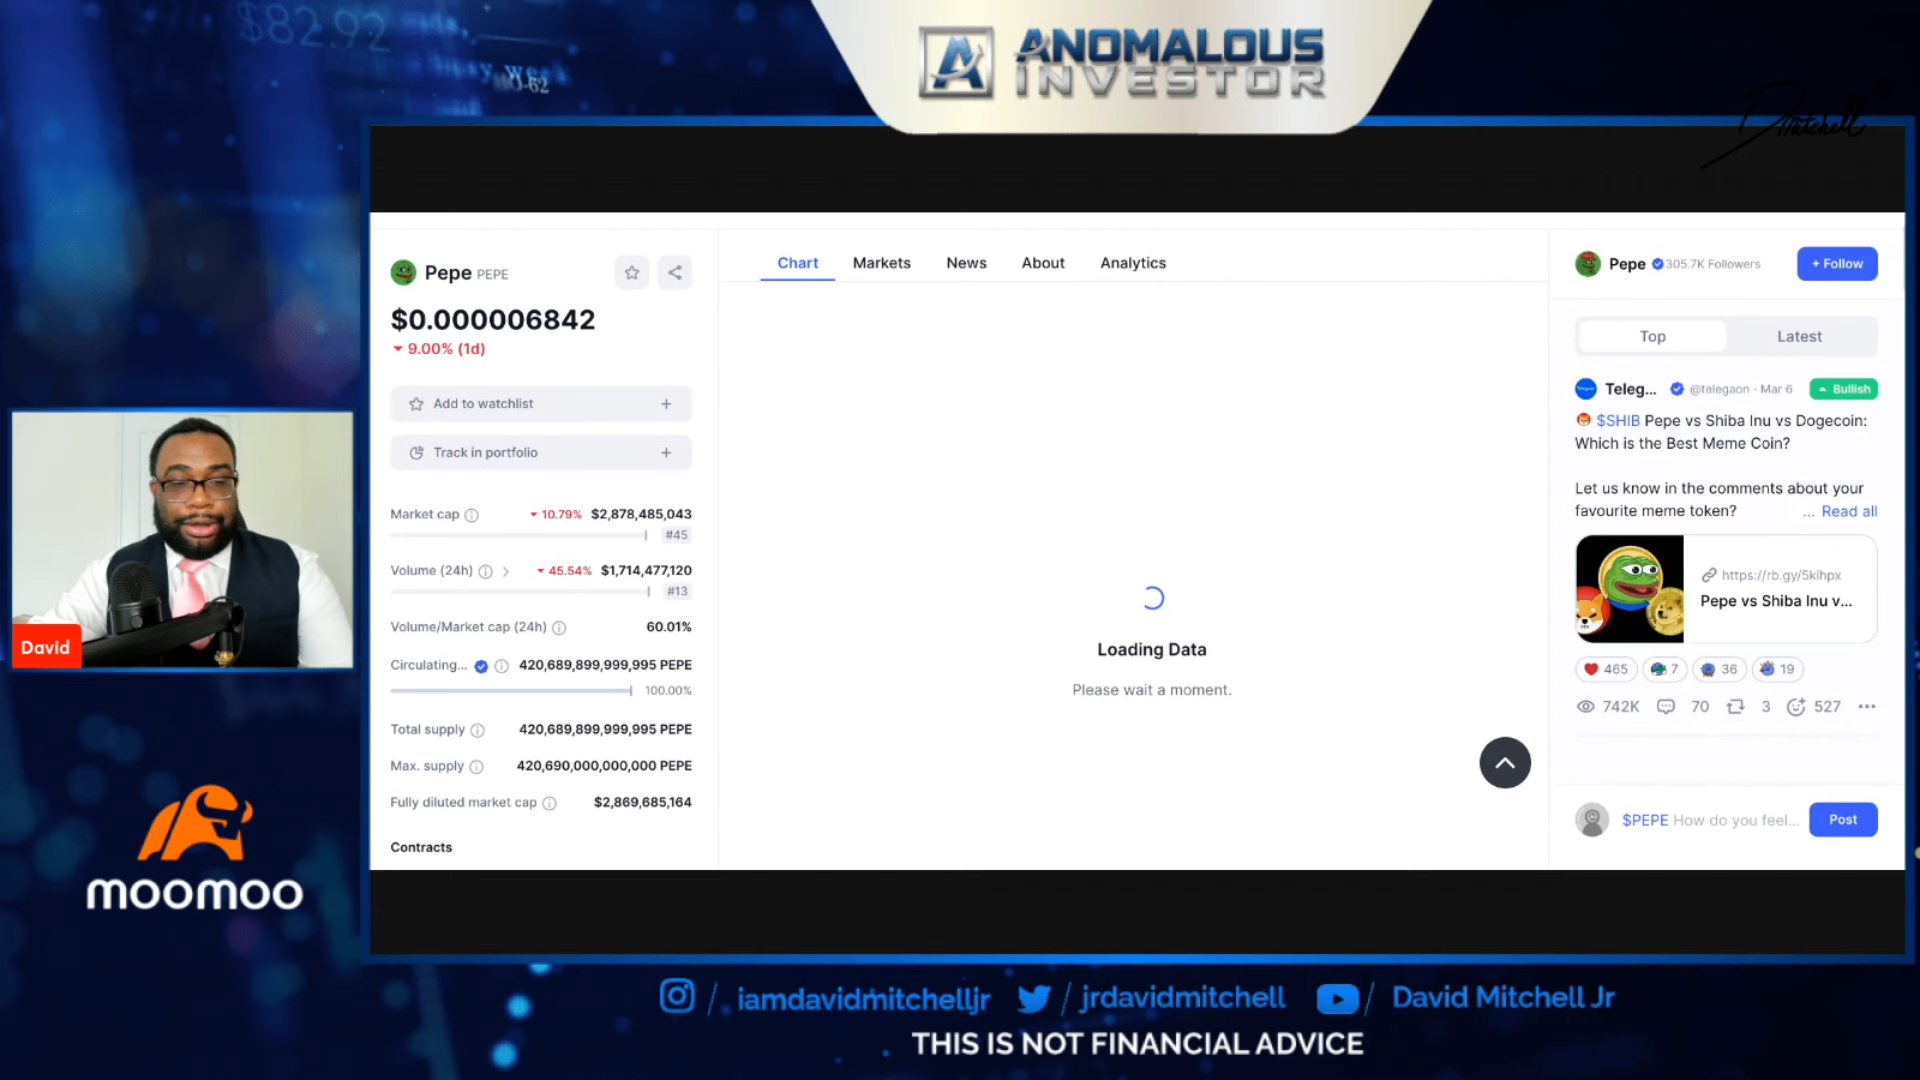 $82.92
ANOMALOUS
INVESTOR
D Mitchell
Pepe PEPE
$0.000006842
9.00% (1d)
Add to watchlist +
Track in portfolio +
Market cap 10.79% $2,878,485,043
#45
Volume (24h) 45.54% $1,714,477,120
#13
Volume/Market cap (24h) 60.01%
Circulating... 420,689,899,999,995 PEPE
100.00%
Total supply 420,689,899,999,995 PEPE
Max. supply 420,690,000,000,000 PEPE
Fully diluted market cap $2,869,685,164
Contracts
Chart Markets News About Analytics
Loading Data
Please wait a moment.
Pepe 305.7K Followers + Follow
Top Latest
Teleg... @telegaon · Mar 6 Bullish
$SHIB Pepe vs Shiba Inu vs Dogecoin:
Which is the Best Meme Coin?
Let us know in the comments about your
favourite meme token? ... Read all
https://rb.gy/5kihpx
Pepe vs Shiba Inu v...
465 7 36 19
742K 70 3 527 ...
$PEPE How do you feel... Post
David
moomoo
/ iamdavidmitchelljr / jrdavidmitchell / David Mitchell Jr
THIS IS NOT FINANCIAL ADVICE